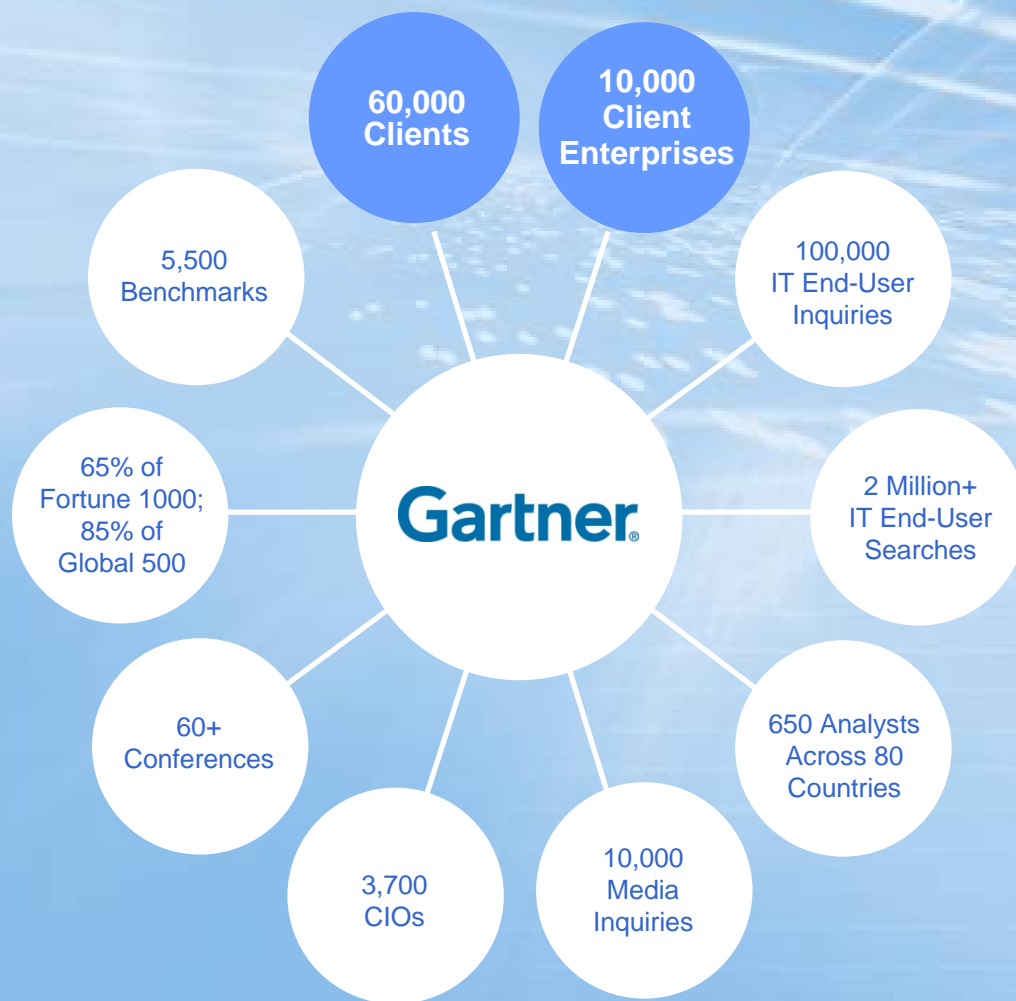 60,000
Clients
10,000
Client
Enterprises
100,000
IT End-User
Inquiries
2 Million+
IT End-User
Searches
650 Analysts
Across 80
Countries
10,000
Media
Inquiries
3,700
CIOs
60+
Conferences
65% of
Fortune 1000;
85% of
Global 500
5,500
Benchmarks
Gartner®